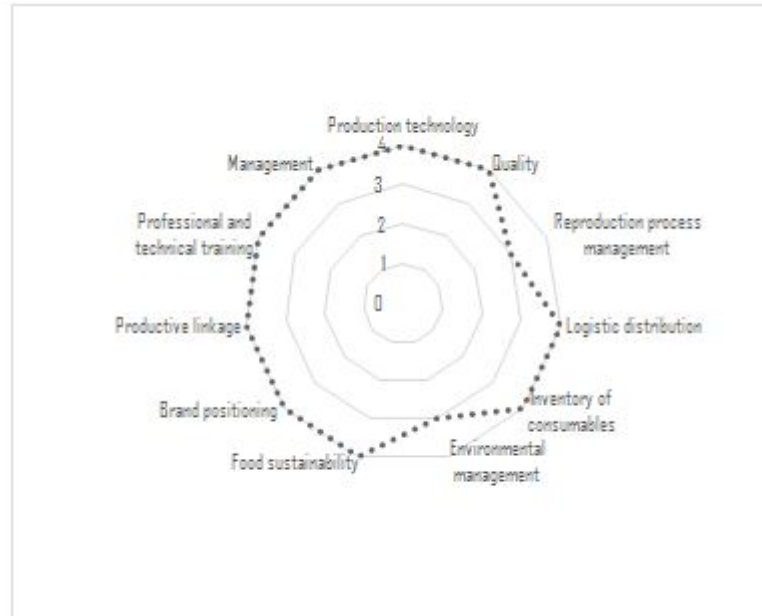 Production technology
4
Management
Quality
3
Professional and
technical training
Reproduction process
management
2
1
0
Productive linkage
Logistic distribution
Brand positioning
Inventory of
consumables
Food sustainability
Environmental
management